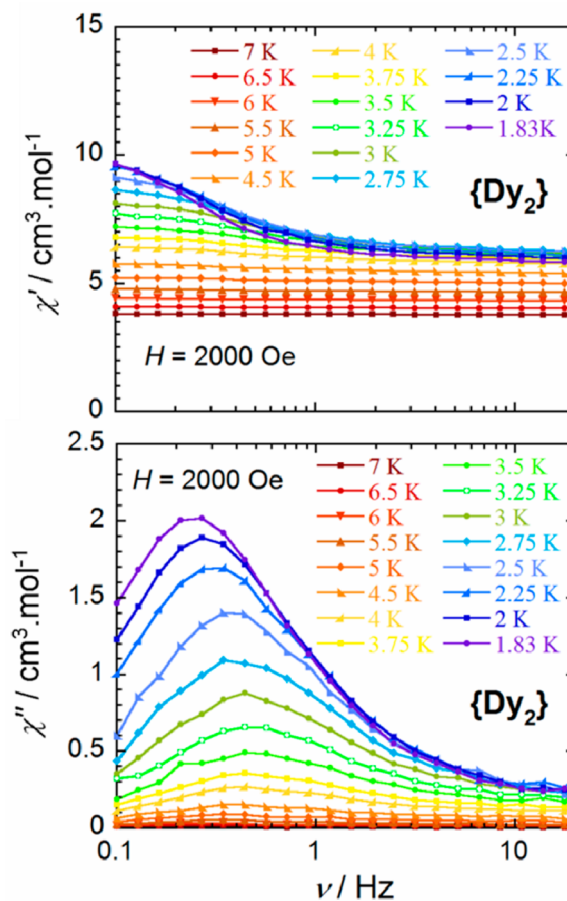 15
10
5
0
χ′ / cm³.mol⁻¹
7 K 4 K 2.5 K
6.5 K 3.75 K 2.25 K
6 K 3.5 K 2 K
5.5 K 3.25 K 1.83K
5 K 3 K
4.5 K 2.75 K
{Dy₂}
H = 2000 Oe
2.5
2
1.5
1
0.5
0
χ″ / cm³.mol⁻¹
H = 2000 Oe
7 K 3.5 K
6.5 K 3.25 K
6 K 3 K
5.5 K 2.75 K
5 K 2.5 K
4.5 K 2.25 K
4 K 2 K
3.75 K 1.83 K
{Dy₂}
0.1 1 10
ν / Hz